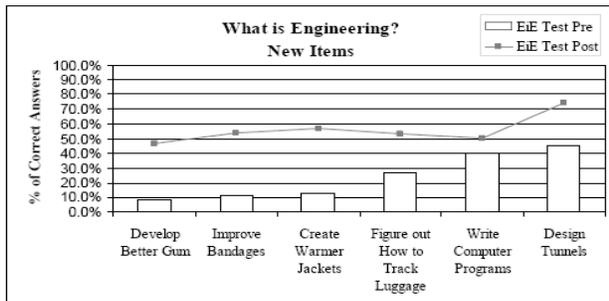 What is Engineering?
New Items
EiE Test Pre
EiE Test Post
% of Correct Answers
100.0%
90.0%
80.0%
70.0%
60.0%
50.0%
40.0%
30.0%
20.0%
10.0%
0.0%
Develop
Better Gum
Improve
Bandages
Create
Warmer
Jackets
Figure out
How to
Track
Luggage
Write
Computer
Programs
Design
Tunnels